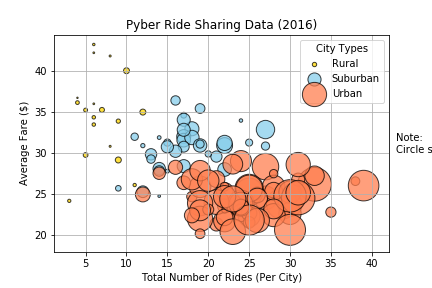 Pyber Ride Sharing Data (2016)
City Types
Rural
Suburban
Urban
Average Fare ($)
40
35
30
25
20
Note:
Circle s
5
10
15
20
25
30
35
40
Total Number of Rides (Per City)